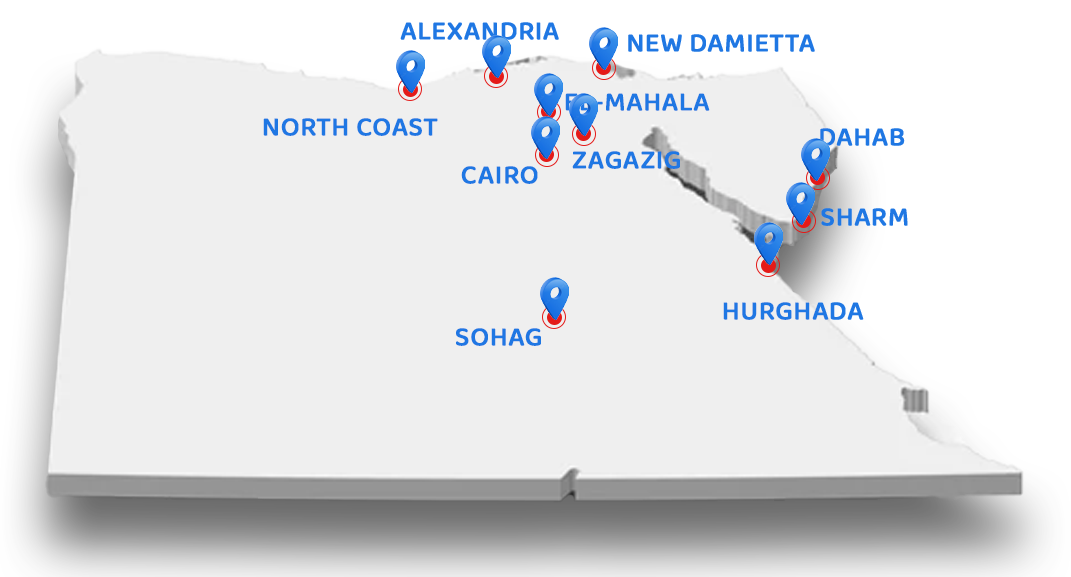 ALEXANDRIA
NEW DAMIETTA
EL-MAHALA
NORTH COAST
DAHAB
ZAGAZIG
CAIRO
SHARM
HURGHADA
SOHAG